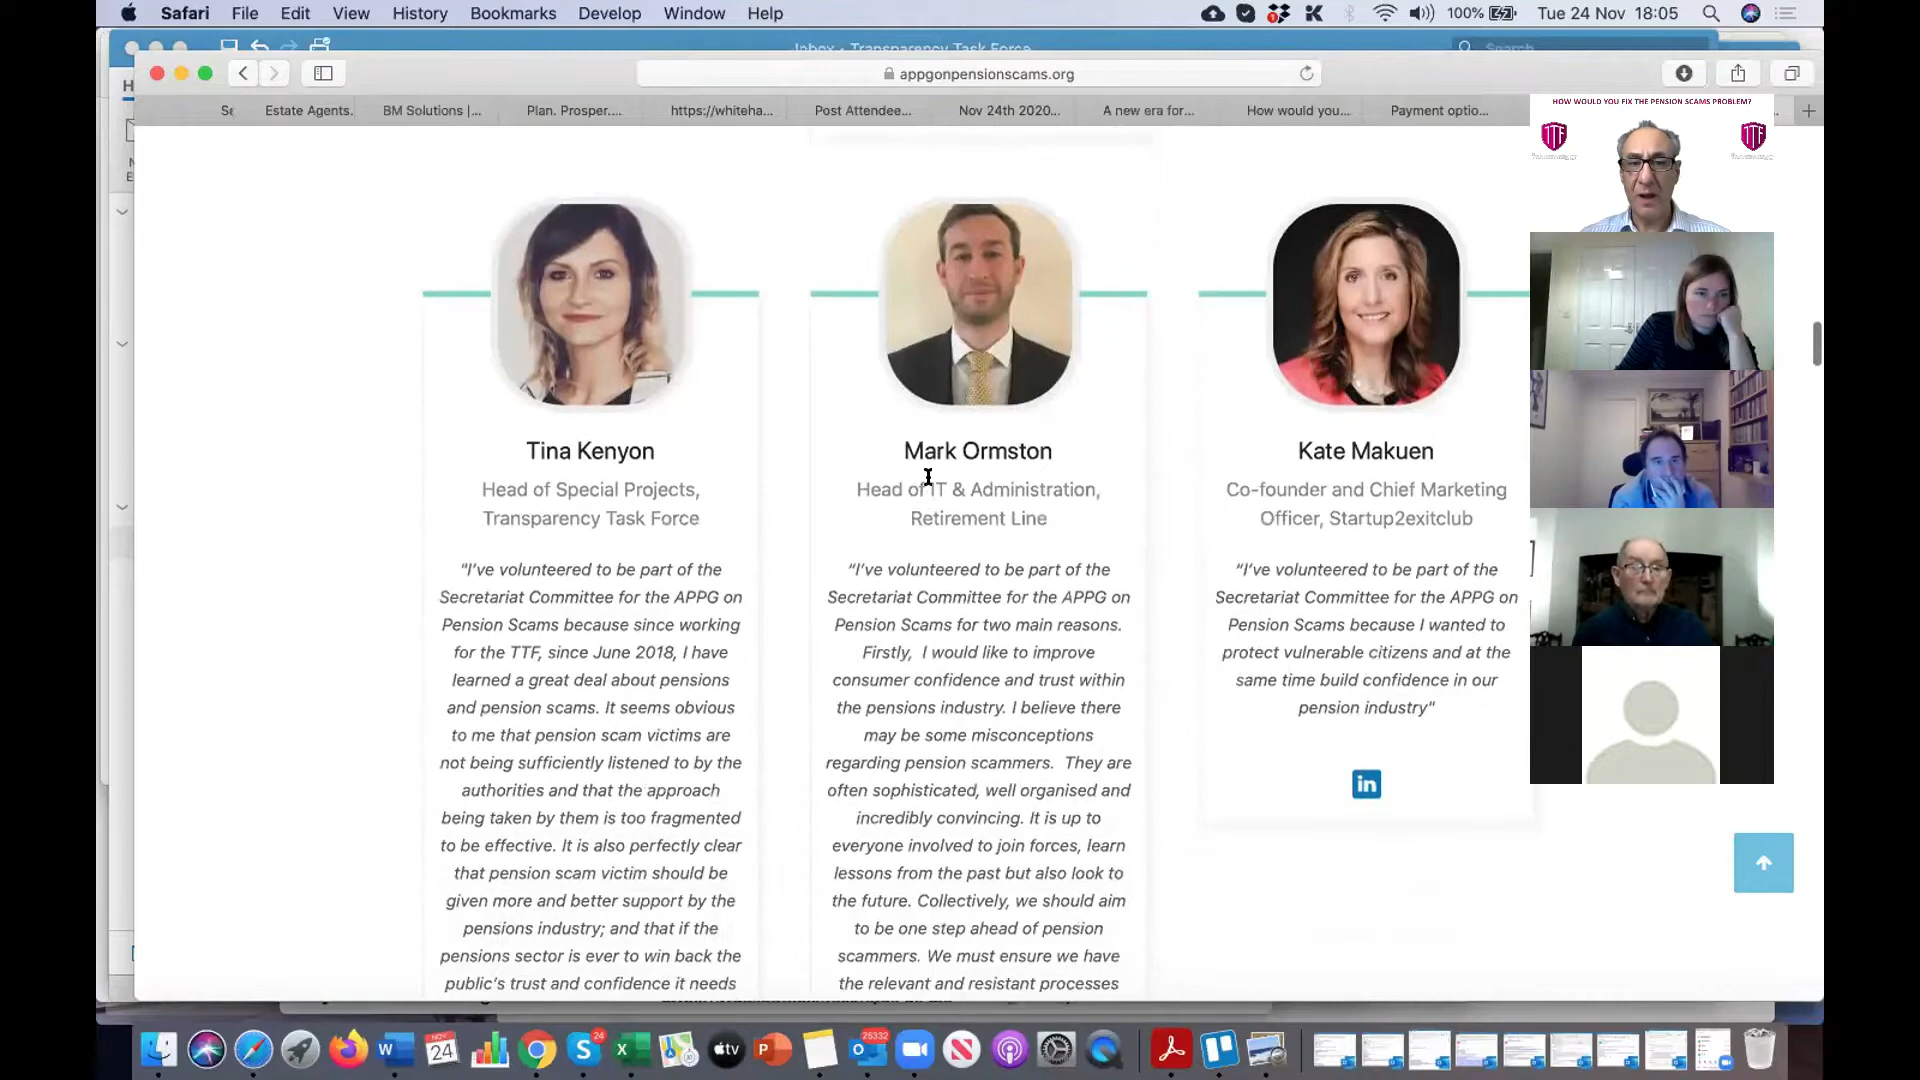 Safari File Edit View History Bookmarks Develop Window Help 100% Tue 24 Nov 18:05
Inbox • Transparency Task Force Search
appgonpensionscams.org
Estate Agents. BM Solutions |... Plan. Prosper.... https://whiteha... Post Attendee... Nov 24th 2020... A new era for... How would you... Payment optio...
HOW WOULD YOU FIX THE PENSION SCAMS PROBLEM?
TTF TTF
Tina Kenyon
Head of Special Projects,
Transparency Task Force
"I've volunteered to be part of the
Secretariat Committee for the APPG on
Pension Scams because since working
for the TTF, since June 2018, I have
learned a great deal about pensions
and pension scams. It seems obvious
to me that pension scam victims are
not being sufficiently listened to by the
authorities and that the approach
being taken by them is too fragmented
to be effective. It is also perfectly clear
that pension scam victim should be
given more and better support by the
pensions industry; and that if the
pensions sector is ever to win back the
public's trust and confidence it needs
Mark Ormston
Head of IT & Administration,
Retirement Line
“I've volunteered to be part of the
Secretariat Committee for the APPG on
Pension Scams for two main reasons.
Firstly, I would like to improve
consumer confidence and trust within
the pensions industry. I believe there
may be some misconceptions
regarding pension scammers. They are
often sophisticated, well organised and
incredibly convincing. It is up to
everyone involved to join forces, learn
lessons from the past but also look to
the future. Collectively, we should aim
to be one step ahead of pension
scammers. We must ensure we have
the relevant and resistant processes
Kate Makuen
Co-founder and Chief Marketing
Officer, Startup2exitclub
“I've volunteered to be part of the
Secretariat Committee for the APPG on
Pension Scams because I wanted to
protect vulnerable citizens and at the
same time build confidence in our
pension industry"
in
NOV 24 24 tv 25332